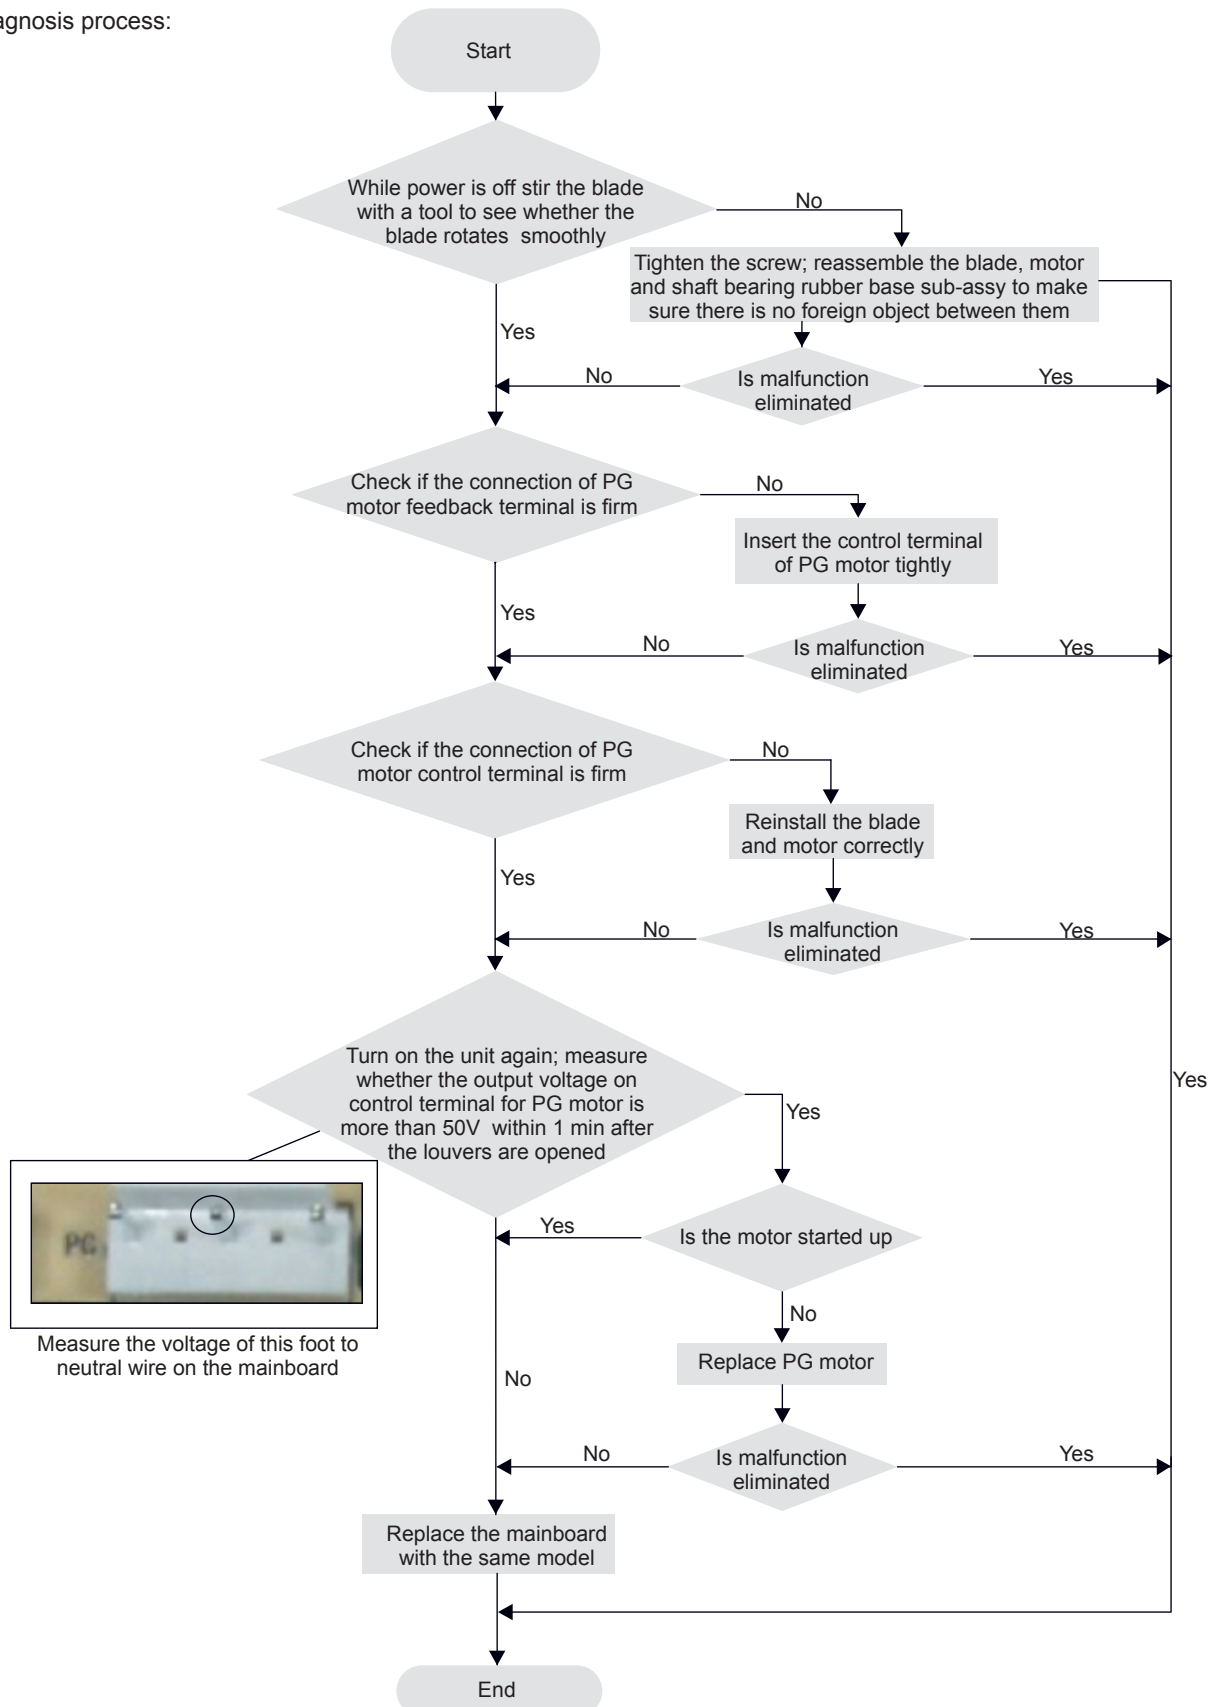 agnosis process:
Start
While power is off stir the blade
with a tool to see whether the
blade rotates smoothly
No
Tighten the screw; reassemble the blade, motor
and shaft bearing rubber base sub-assy to make
sure there is no foreign object between them
Yes
No
Is malfunction
eliminated
Yes
Check if the connection of PG
motor feedback terminal is firm
No
Insert the control terminal
of PG motor tightly
Yes
No
Is malfunction
eliminated
Yes
Check if the connection of PG
motor control terminal is firm
No
Reinstall the blade
and motor correctly
Yes
No
Is malfunction
eliminated
Yes
Turn on the unit again; measure
whether the output voltage on
control terminal for PG motor is
more than 50V within 1 min after
the louvers are opened
Yes
Yes
PG
Measure the voltage of this foot to
neutral wire on the mainboard
Yes
Is the motor started up
No
Replace PG motor
No
No
Is malfunction
eliminated
Yes
Replace the mainboard
with the same model
End